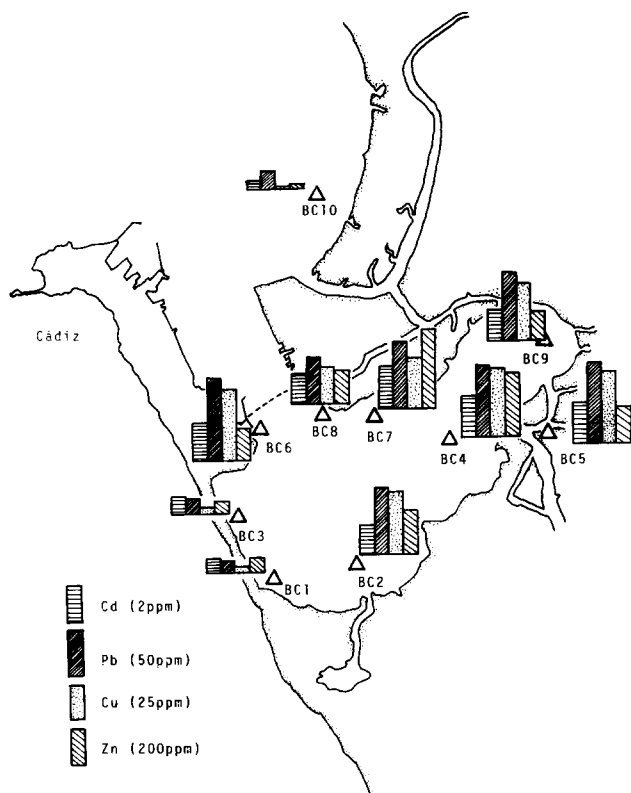 BC10
Cádiz
BC9
BC6
BC8
BC7
BC4
BC5
BC3
BC2
BC1
Cd (2ppm)
Pb (50ppm)
Cu (25ppm)
Zn (200ppm)